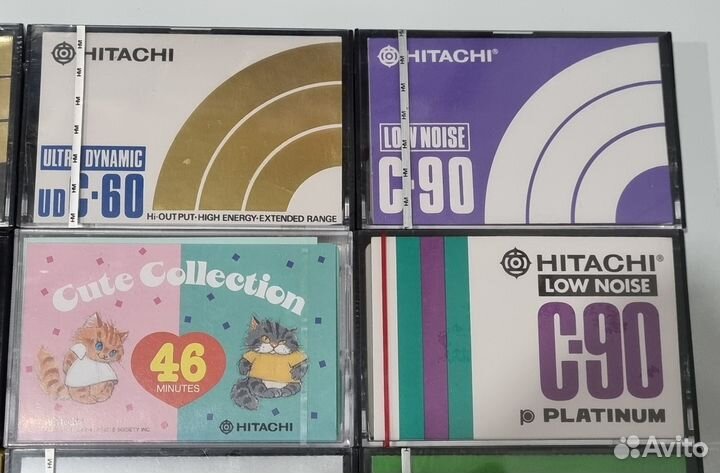 HITACHI
ULTRA DYNAMIC
UD C-60
Hi-OUTPUT·HIGH ENERGY·EXTENDED RANGE
HITACHI®
LOW NOISE
C-90
Cute Collection
46
MINUTES
HITACHI
HITACHI®
LOW NOISE
C-90
PLATINUM
Avito